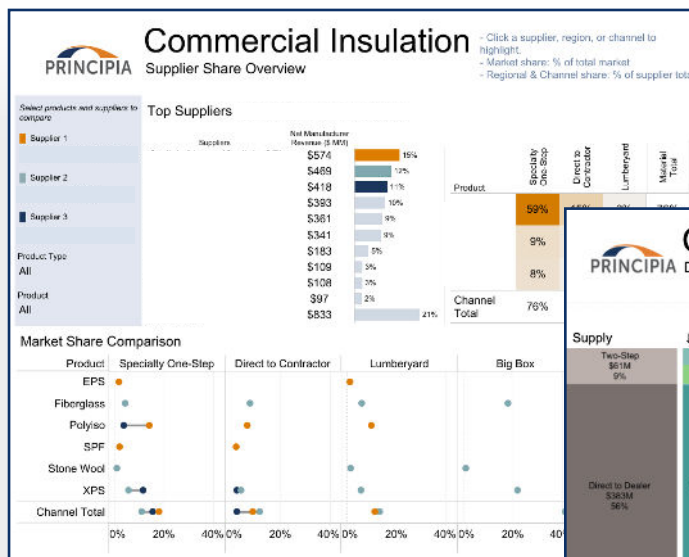 PRINCIPIA
Commercial Insulation
Supplier Share Overview
- Click a supplier, region, or channel to
highlight.
- Market share: % of total market
- Regional & Channel share: % of supplier tota
Select products and suppliers to
compare
Supplier 1
Supplier 2
Supplier 3
Product Type
All
Product
All
Top Suppliers
Suppliers
Net Manufacturer
Revenue ($ MM)
$574 15%
$469 12%
$418 11%
$393 10%
$361 9%
$341 9%
$183 5%
$109 3%
$108 3%
$97 2%
$833 21%
Product
Specialty
One-Step
Direct to
Contractor
Lumberyard
Material
Total
59%
9%
8%
Channel
Total
76%
Market Share Comparison
Product Specialty One-Step Direct to Contractor Lumberyard Big Box
EPS
Fiberglass
Polyiso
SPF
Stone Wool
XPS
Channel Total
0% 20% 40% 0% 20% 40% 0% 20% 40% 0% 20%
PRINCIPIA
Supply
Two-Step
$61M
9%
Direct to Dealer
$383M
56%